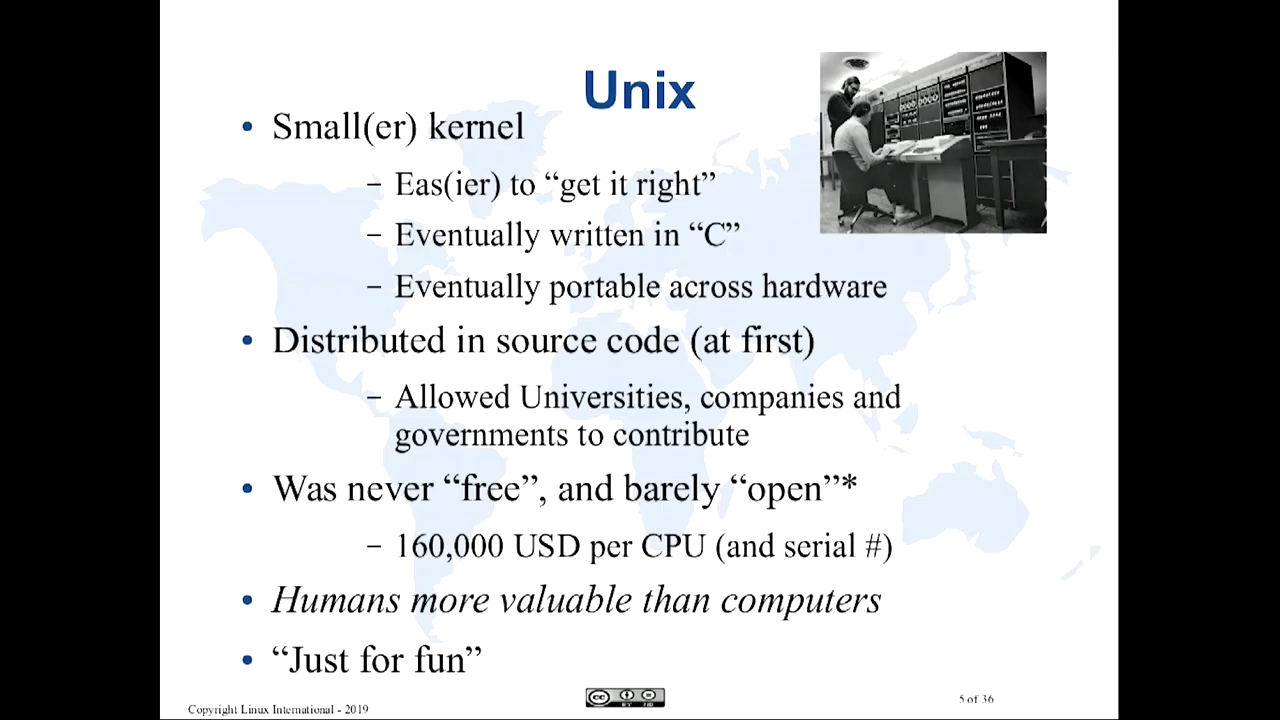 Unix
• Small(er) kernel
– Eas(ier) to “get it right”
– Eventually written in “C”
– Eventually portable across hardware
• Distributed in source code (at first)
– Allowed Universities, companies and
governments to contribute
• Was never “free”, and barely “open”*
– 160,000 USD per CPU (and serial #)
• Humans more valuable than computers
• “Just for fun”
Copyright Linux International - 2019
cc
BY
5 of 36